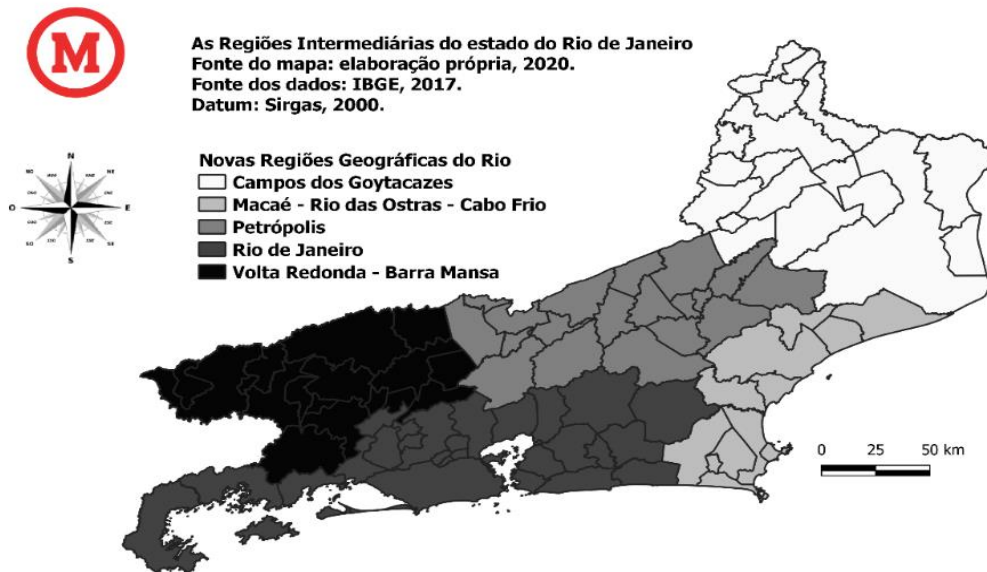 M
As Regiões Intermediárias do estado do Rio de Janeiro
Fonte do mapa: elaboração própria, 2020.
Fonte dos dados: IBGE, 2017.
Datum: Sirgas, 2000.
N
O
E
S
Novas Regiões Geográficas do Rio
Campos dos Goytacazes
Macaé - Rio das Ostras - Cabo Frio
Petrópolis
Rio de Janeiro
Volta Redonda - Barra Mansa
0 25 50 km